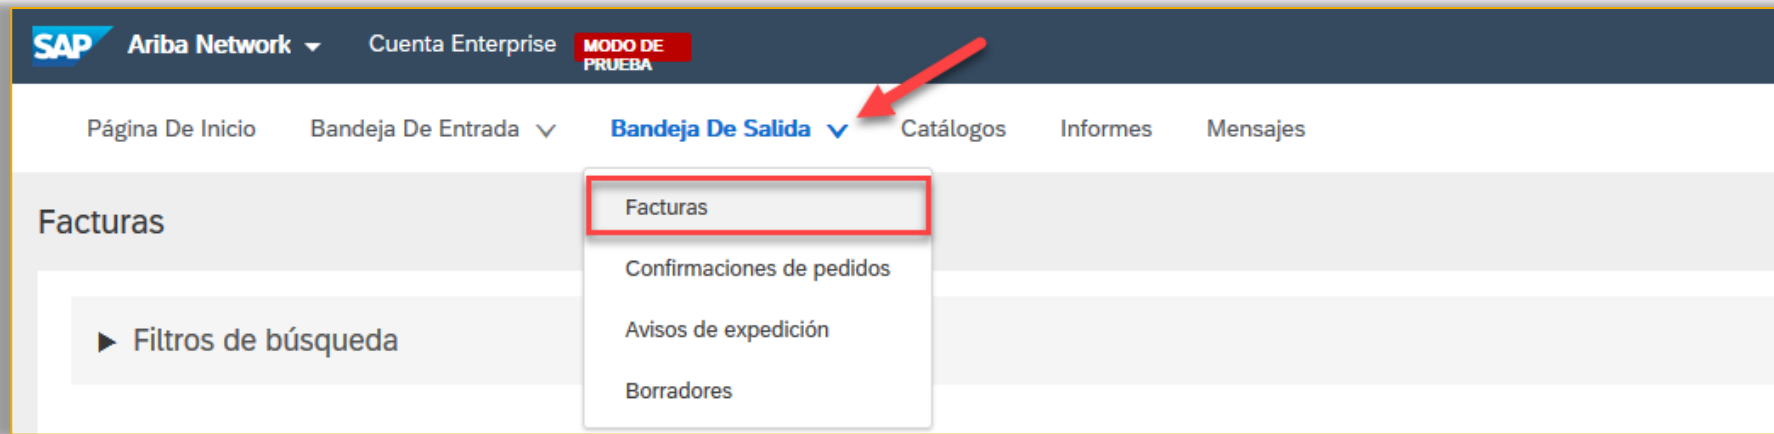 SAP Ariba Network Cuenta Enterprise MODO DE
PRUEBA
Página De Inicio Bandeja De Entrada Bandeja De Salida Catálogos Informes Mensajes
Facturas
Facturas
Confirmaciones de pedidos
Filtros de búsqueda
Avisos de expedición
Borradores